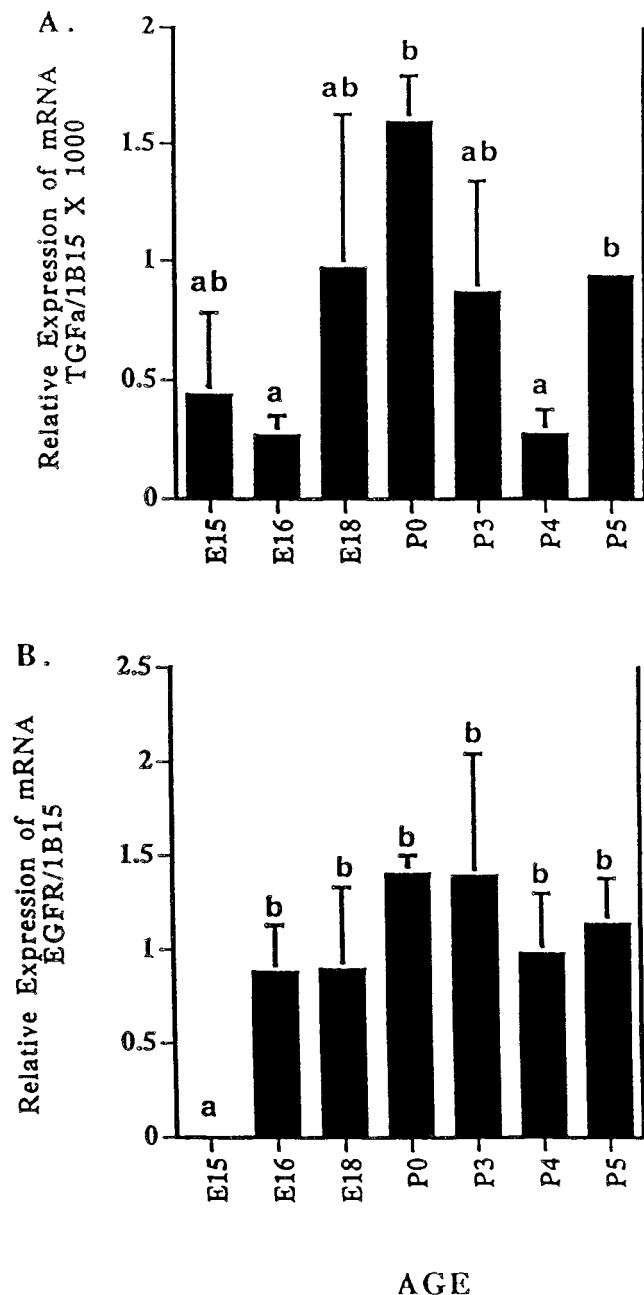 A.
Relative Expression of mRNA
TGFa/1B15 X 1000
2
1.5
1
0.5
0
ab
a
ab
b
ab
a
b
E15
E16
E18
P0
P3
P4
P5
B.
Relative Expression of mRNA
EGFR/1B15
2.5
2
1.5
1
0.5
0
a
b
b
b
b
b
b
E15
E16
E18
P0
P3
P4
P5
AGE